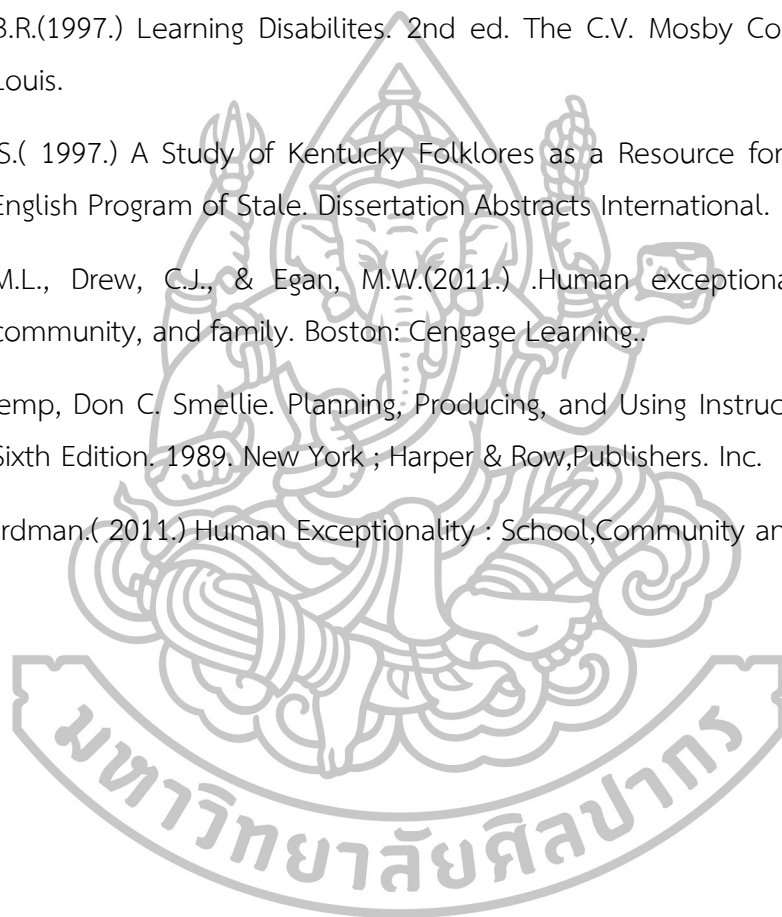 B.R.(1997.) Learning Disabilites. 2nd ed. The C.V. Mosby Co
Louis.
S.( 1997.) A Study of Kentucky Folklores as a Resource for
English Program of Stale. Dissertation Abstracts International.
M.L., Drew, C.J., & Egan, M.W.(2011.) .Human exceptiona
community, and family. Boston: Cengage Learning..
emp, Don C. Smellie. Planning, Producing, and Using Instruc
Sixth Edition. 1989. New York ; Harper & Row,Publishers. Inc.
rdman.( 2011.) Human Exceptionality : School,Community an
มหาวิทยาลัยศิลปากร